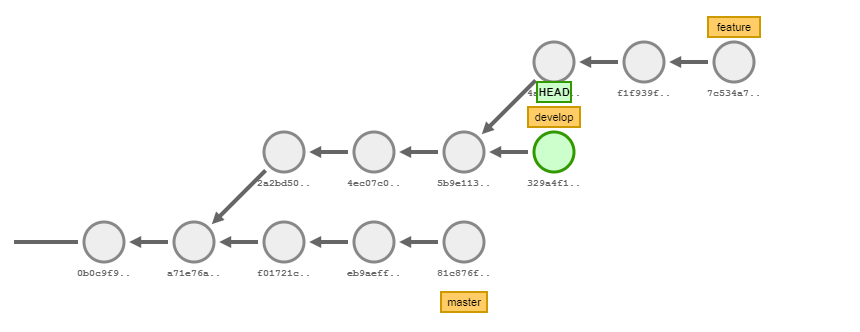 feature
HEAD
f1f939f..
7c534a7..
develop
2a2bd50..
4ec07c0..
5b9e113..
329a4f1..
0b0c9f9..
a71e76a..
f01721c..
eb9aeff..
81c876f..
master